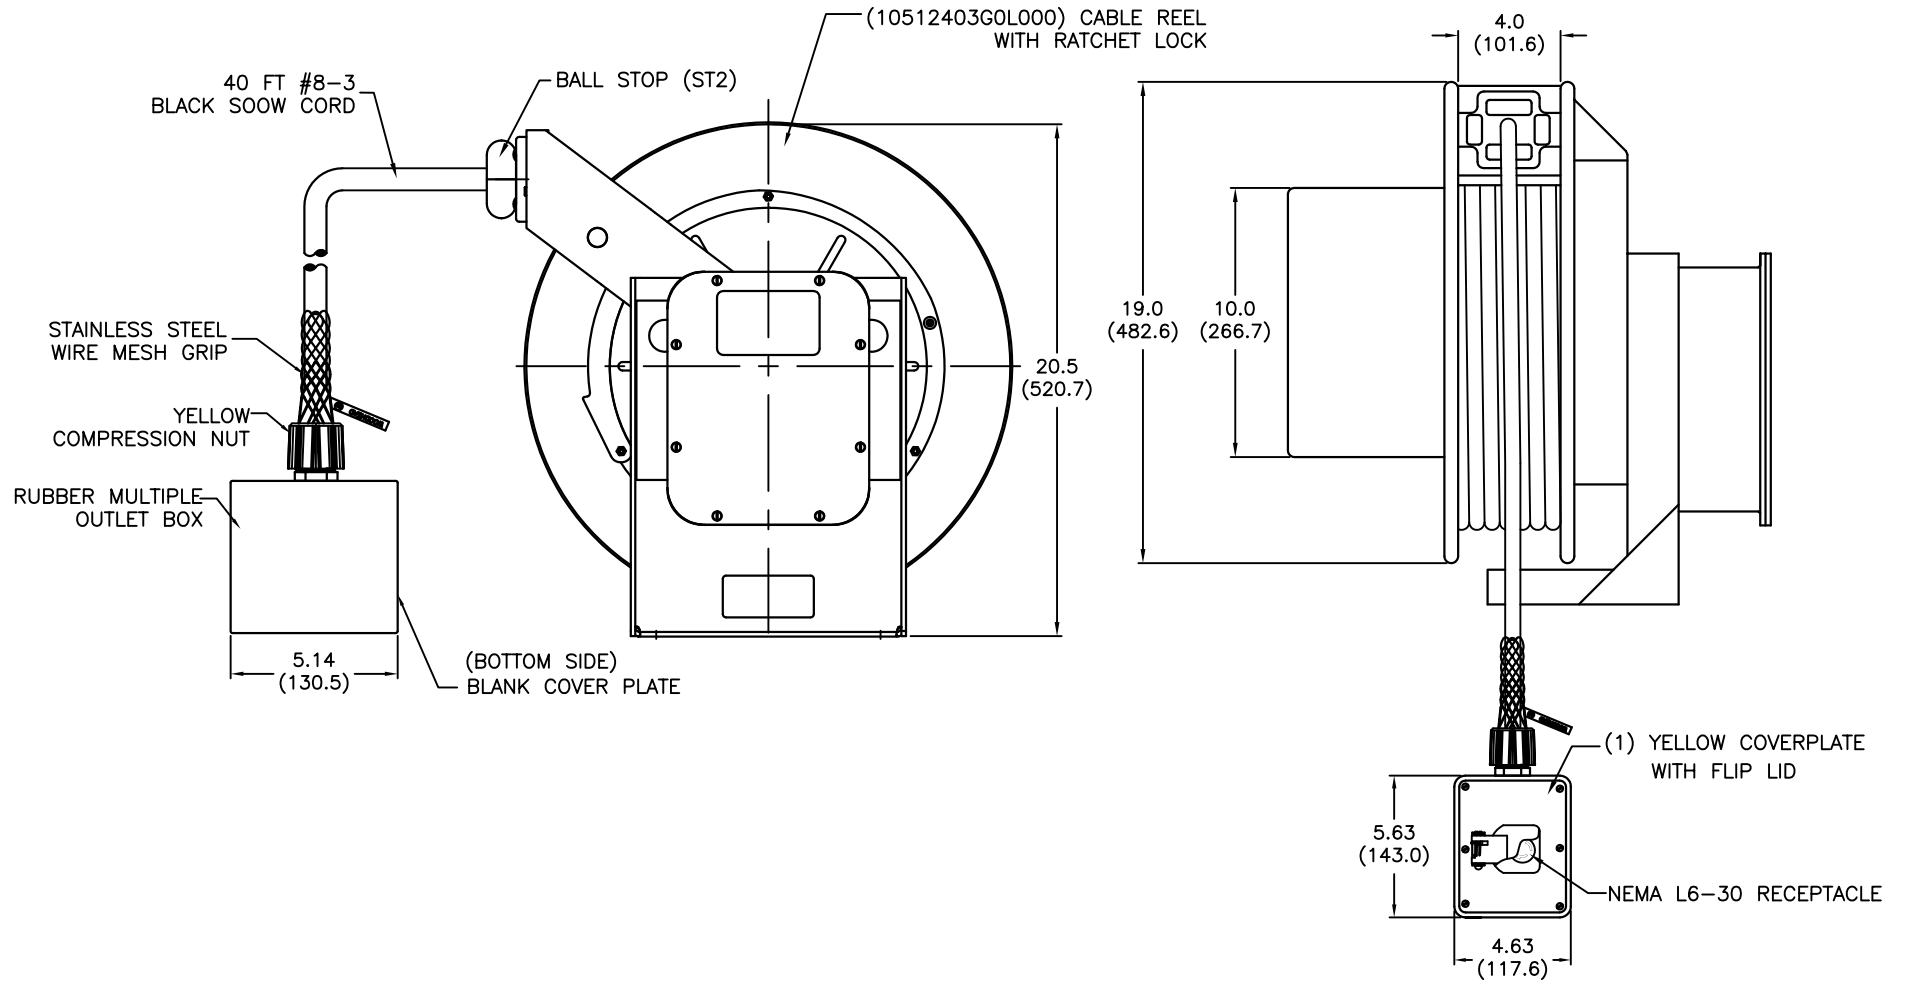 (10512403G0L000) CABLE REEL
WITH RATCHET LOCK
40 FT #8-3
BLACK SOOW CORD
BALL STOP (ST2)
STAINLESS STEEL
WIRE MESH GRIP
YELLOW
COMPRESSION NUT
RUBBER MULTIPLE
OUTLET BOX
5.14
(130.5)
(BOTTOM SIDE)
BLANK COVER PLATE
20.5
(520.7)
4.0
(101.6)
19.0
(482.6)
10.0
(266.7)
(1) YELLOW COVERPLATE
WITH FLIP LID
5.63
(143.0)
NEMA L6-30 RECEPTACLE
4.63
(117.6)